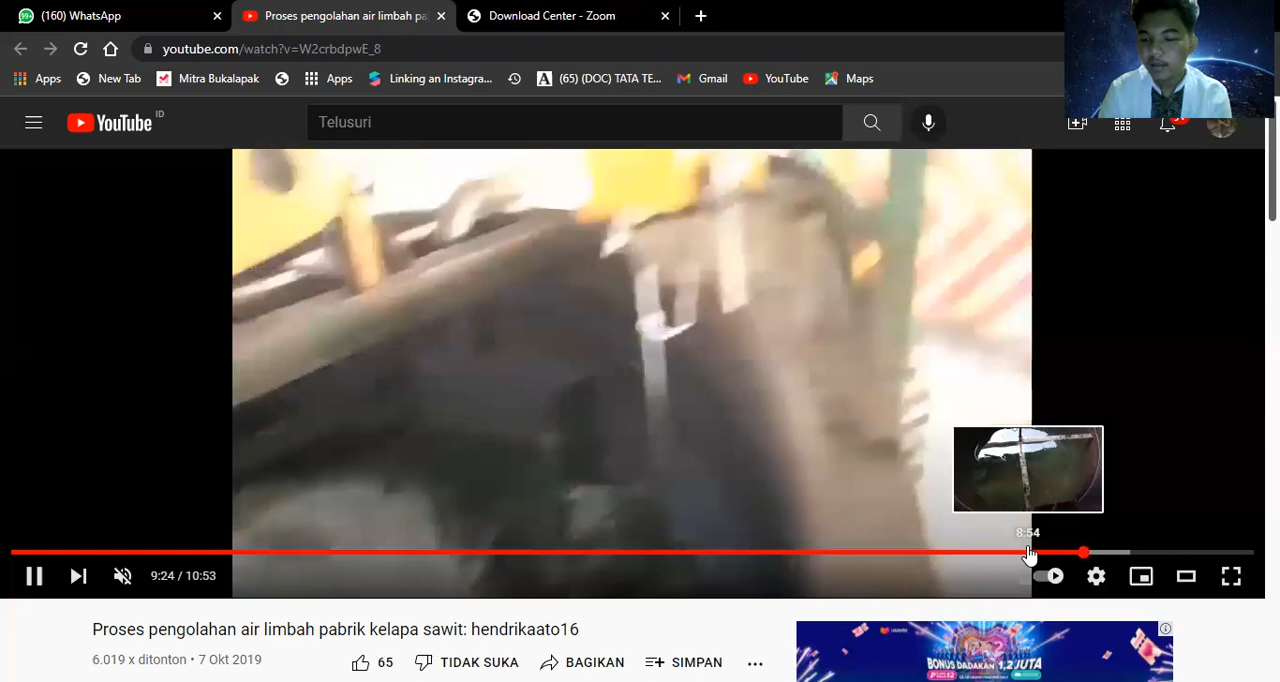 99+ (160) WhatsApp
Proses pengolahan air limbah pa
Download Center - Zoom
youtube.com/watch?v=W2crbdpwE_8
Apps New Tab Mitra Bukalapak Apps Linking an Instagra... (65) (DOC) TATA TE... Gmail YouTube Maps
YouTube ID
Telusuri
8:54
9:24 / 10:53
Proses pengolahan air limbah pabrik kelapa sawit: hendrikaato16
6.019 x ditonton • 7 Okt 2019
65 TIDAK SUKA BAGIKAN SIMPAN
BONUS DADAKAN 1,2 JUTA